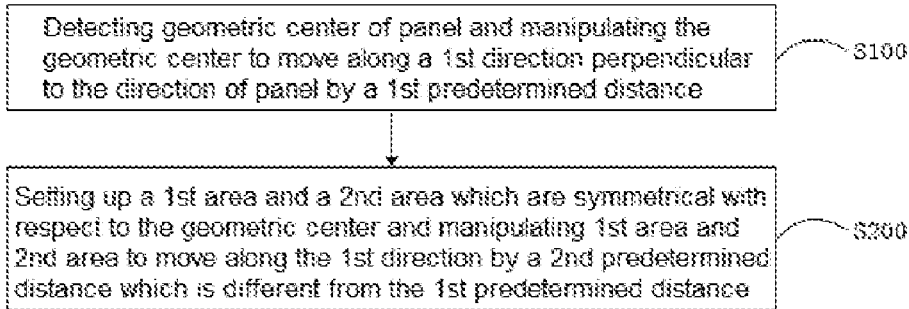 Detecting geometric center of panel and manipulating the
geometric center to move along a 1st direction perpendicular
to the direction of panel by a 1st predetermined distance
S100
Setting up a 1st area and a 2nd area which are symmetrical with
respect to the geometric center and manipulating 1st area and
2nd area to move along the 1st direction by a 2nd predetermined
distance which is different from the 1st predetermined distance
S200